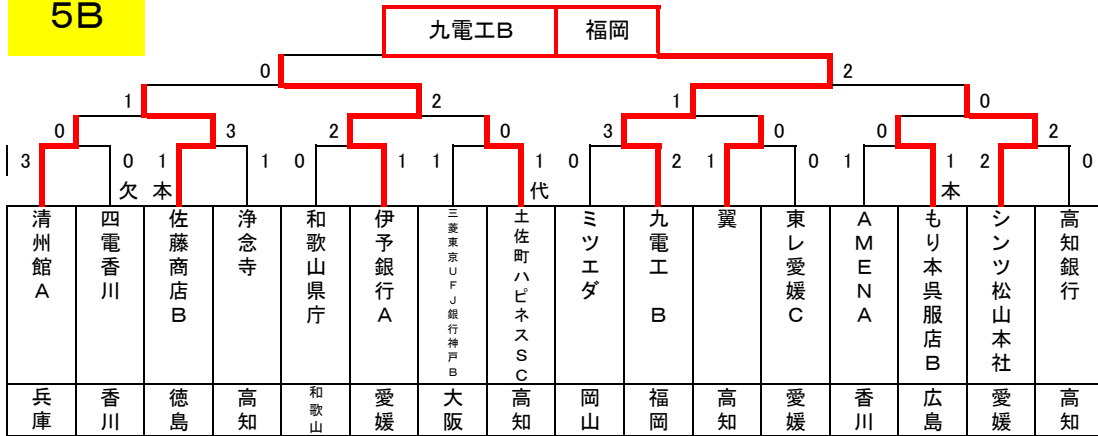 5B
九電工B 福岡
0 2
1 2 1 0
0 3 2 0 3 0 0 2
3 0 1 1 0 1 1 1 0 2 1 0 1 1 2 0
欠 本 代 本
清州館A
四電香川
佐藤商店B
浄念寺
和歌山県庁
伊予銀行A
三菱東京UFJ銀行神戸B
土佐町ハピネスSC
ミツエダ
九電工 B
翼
東レ愛媛C
AMENA
もり本呉服店B
シンツ松山本社
高知銀行
兵庫 香川 徳島 高知 和歌山 愛媛 大阪 高知 岡山 福岡 高知 愛媛 香川 広島 愛媛 高知